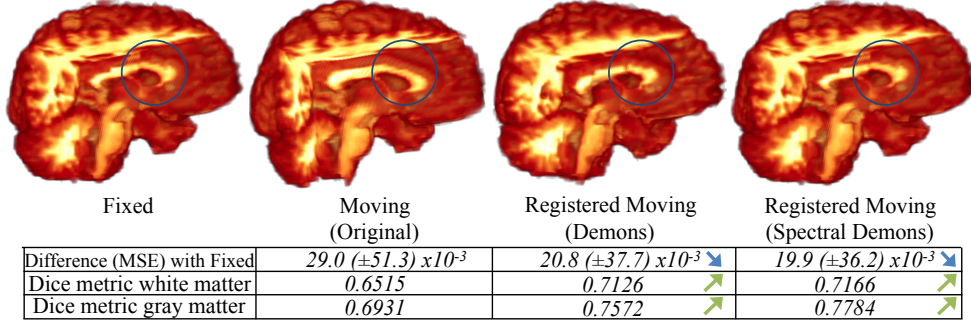 Fixed
Moving
(Original)
Registered Moving
(Demons)
Registered Moving
(Spectral Demons)
Difference (MSE) with Fixed 29.0 (±51.3) x10⁻³ 20.8 (±37.7) x10⁻³ 19.9 (±36.2) x10⁻³
Dice metric white matter 0.6515 0.7126 0.7166
Dice metric gray matter 0.6931 0.7572 0.7784